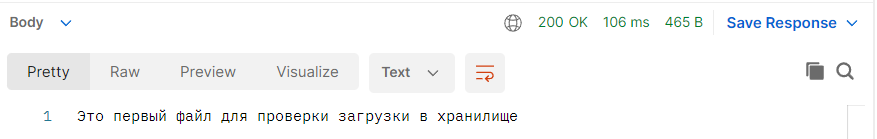 Body 200 OK 106 ms 465 B Save Response
Pretty Raw Preview Visualize Text
1 Это первый файл для проверки загрузки в хранилище